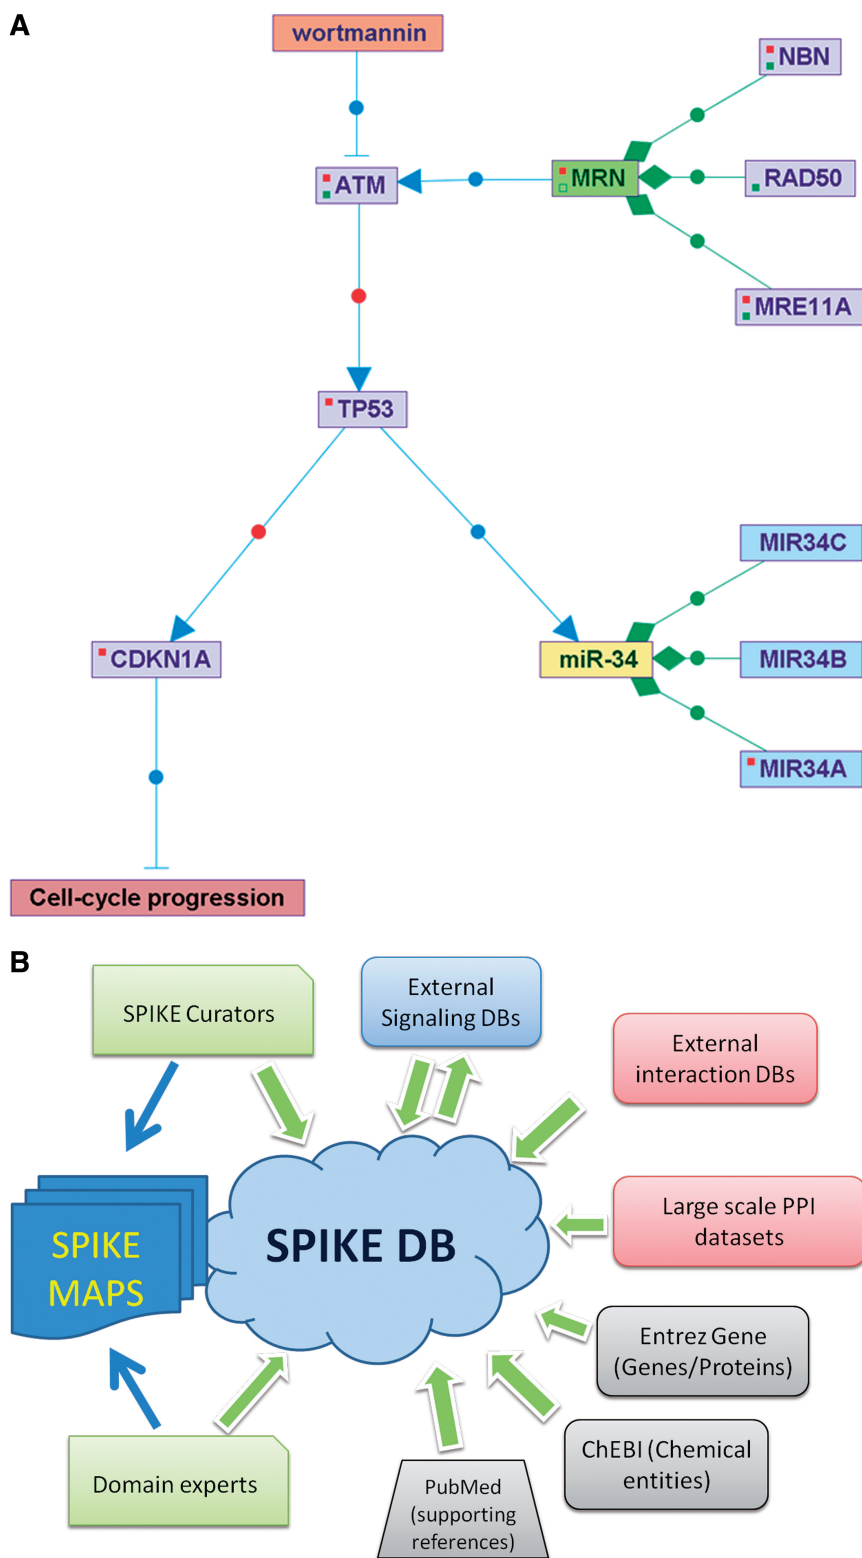 A
wortmannin
NBN
ATM
MRN
RAD50
MRE11A
TP53
MIR34C
CDKN1A
miR-34
MIR34B
MIR34A
Cell-cycle progression
B
SPIKE Curators
External
Signaling DBs
External
interaction DBs
SPIKE
MAPS
SPIKE DB
Large scale PPI
datasets
Entrez Gene
(Genes/Proteins)
ChEBI (Chemical
entities)
Domain experts
PubMed
(supporting
references)